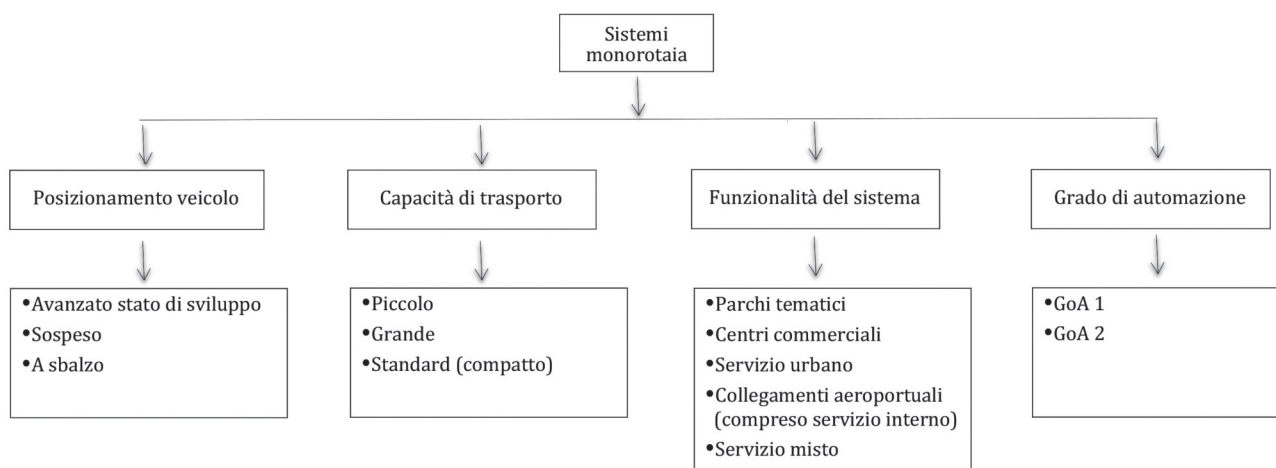 Sistemi
monorotaia
Posizionamento veicolo
Capacità di trasporto
Funzionalità del sistema
Grado di automazione
•Avanzato stato di sviluppo
•Sospeso
•A sbalzo
•Piccolo
•Grande
•Standard (compatto)
•Parchi tematici
•Centri commerciali
•Servizio urbano
•Collegamenti aeroportuali
(compreso servizio interno)
•Servizio misto
•GoA 1
•GoA 2